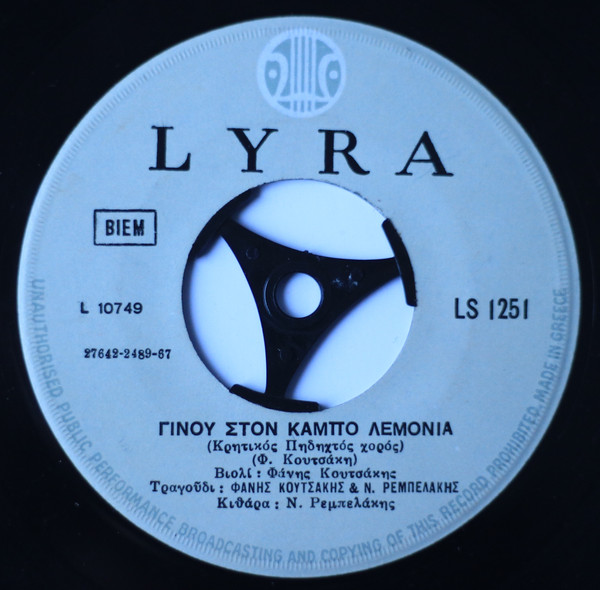 LYRA
BIEM
L 10749
LS 1251
27642-2489-67
ΓΙΝΟΥ ΣΤΟΝ ΚΑΜΠΟ ΛΕΜΟΝΙΑ
(Κρητικός Πηδηχτός χορός)
(Φ. Κουτσάκη)
Βιολί : Φάνης Κουτσάκης
Τραγούδι : ΦΑΝΗΣ ΚΟΥΤΣΑΚΗΣ & Ν. ΡΕΜΠΕΛΑΚΗΣ
Κιθάρα : Ν. Ρεμπελάκης
UNAUTHORISED PUBLIC PERFORMANCE BROADCASTING AND COPYING OF THIS RECORD PROHIBITED. MADE IN GREECE